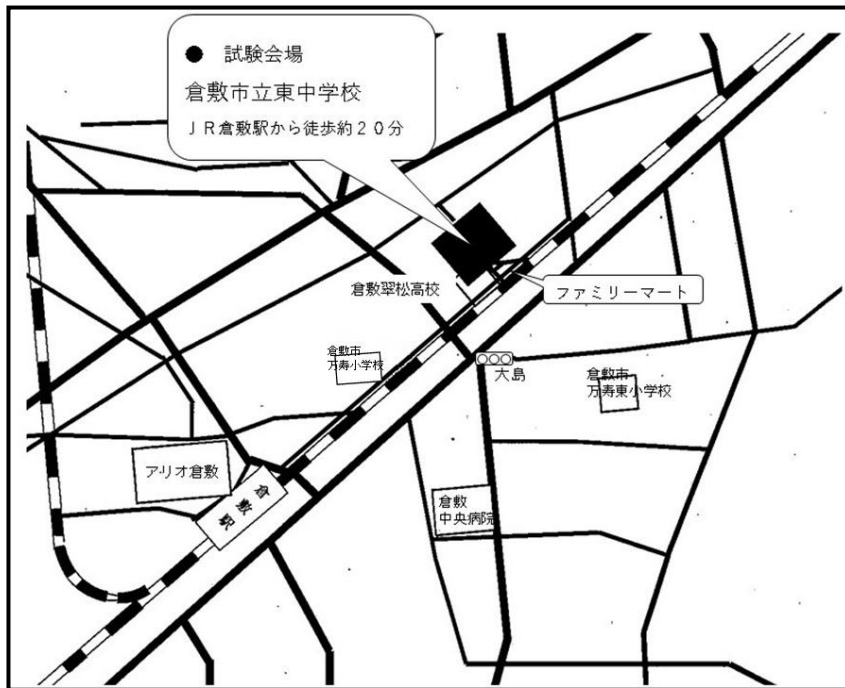 ● 試験会場
倉敷市立東中学校
ＪＲ倉敷駅から徒歩約２０分
倉敷翠松高校
ファミリーマート
倉敷市
万寿小学校
大島
倉敷市
万寿東小学校
アリオ倉敷
倉敷駅
倉敷
中央病院